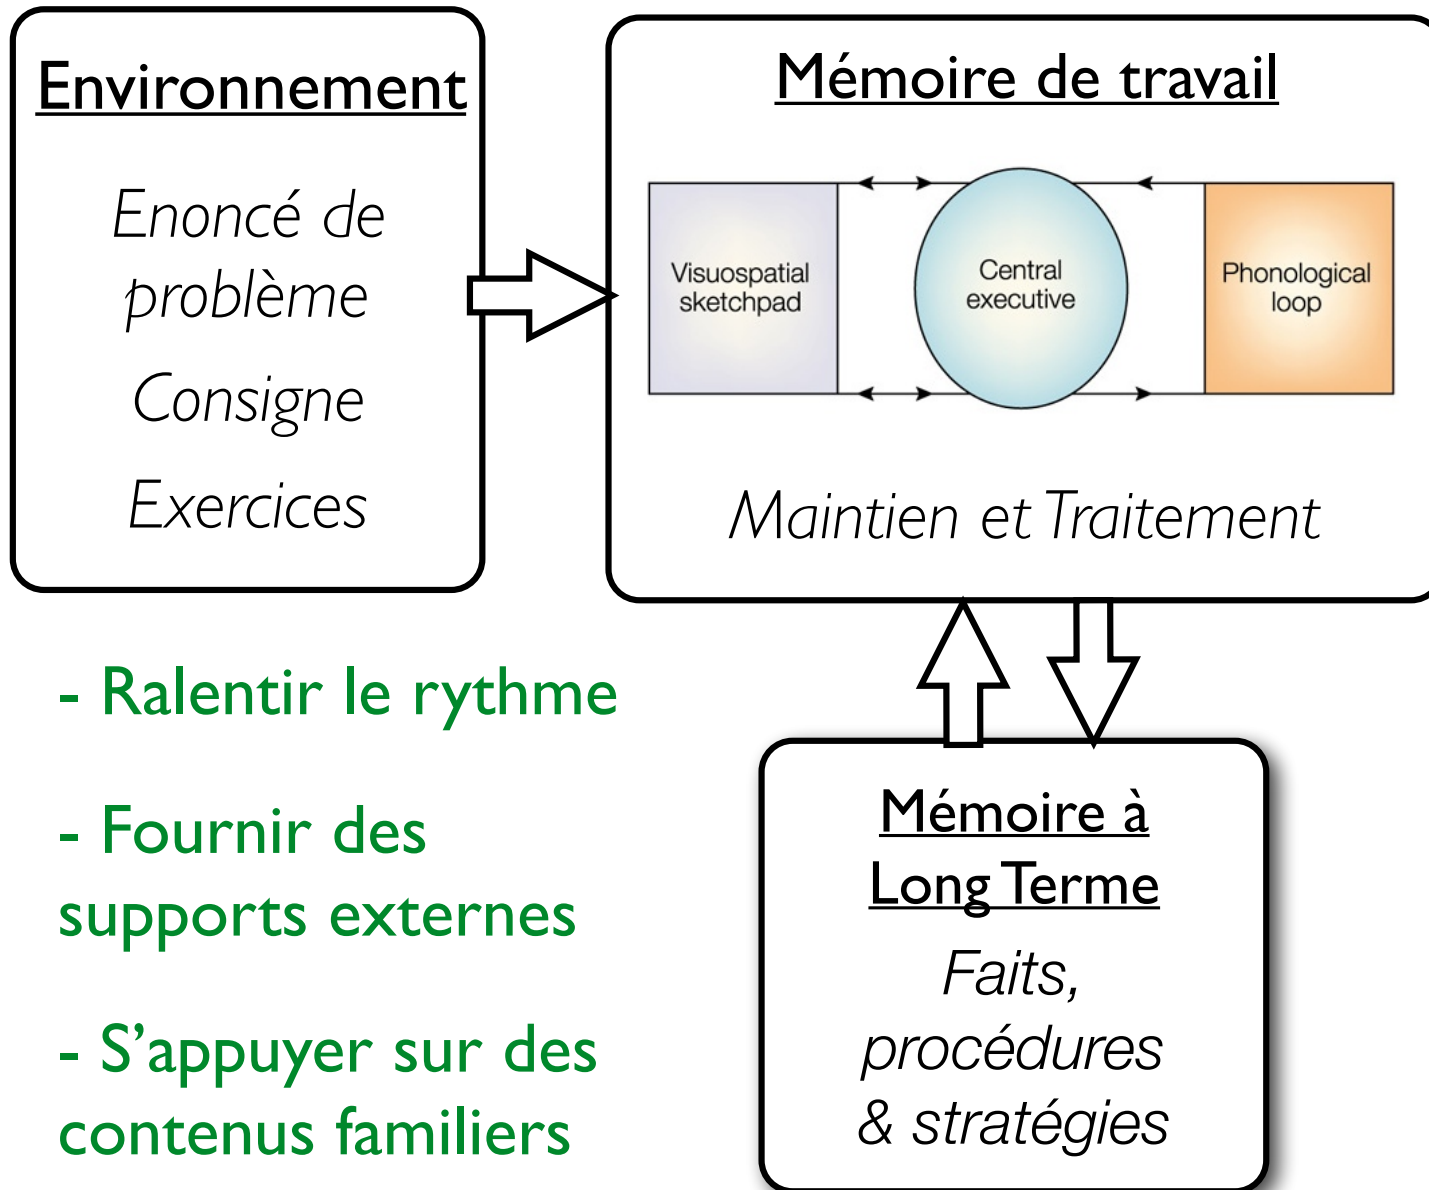 Environnement
Enoncé de
problème
Consigne
Exercices
Mémoire de travail
Visuospatial
sketchpad
Central
executive
Phonological
loop
Maintien et Traitement
- Ralentir le rythme
- Fournir des
supports externes
- S’appuyer sur des
contenus familiers
Mémoire à
Long Terme
Faits,
procédures
& stratégies